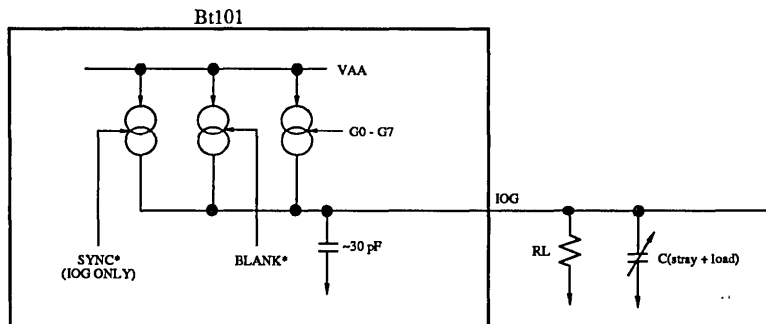 Bt101
VAA
G0 - G7
IOG
SYNC*
(IOG ONLY)
BLANK*
~30 pF
RL
C(stray + load)